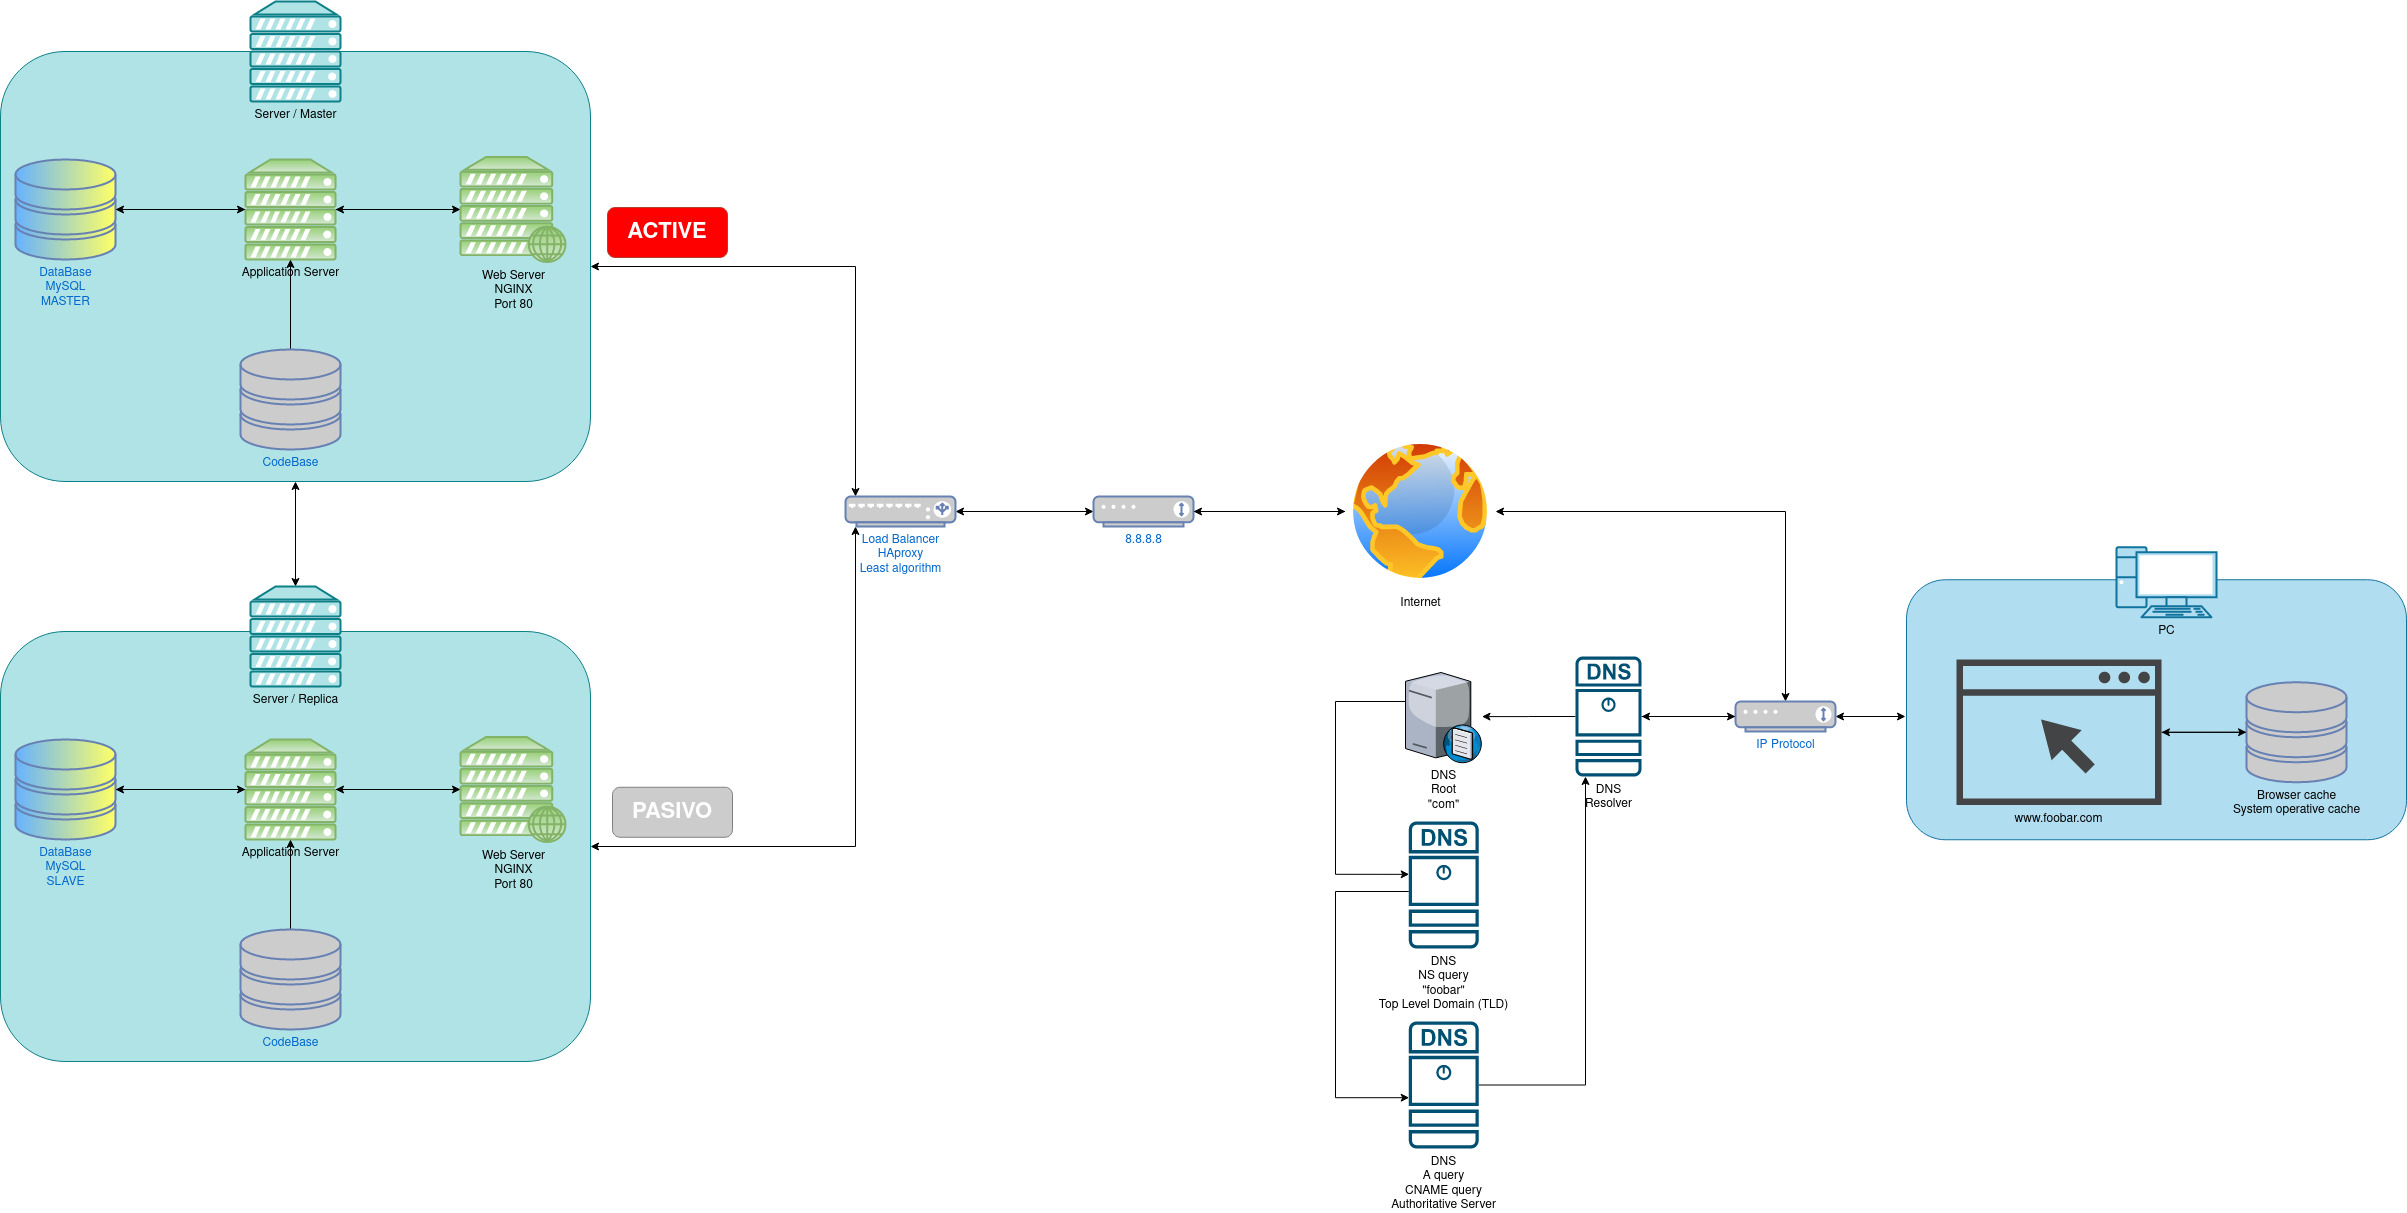 Server / Master
DataBase
MySQL
MASTER
Application Server
Web Server
NGINX
Port 80
CodeBase
ACTIVE
Server / Replica
DataBase
MySQL
SLAVE
Application Server
Web Server
NGINX
Port 80
CodeBase
PASIVO
Load Balancer
HAproxy
Least algorithm
8.8.8.8
Internet
DNS
Root
"com"
DNS
DNS
Resolver
DNS
DNS
NS query
"foobar"
Top Level Domain (TLD)
DNS
DNS
A query
CNAME query
Authoritative Server
IP Protocol
PC
www.foobar.com
Browser cache
System operative cache